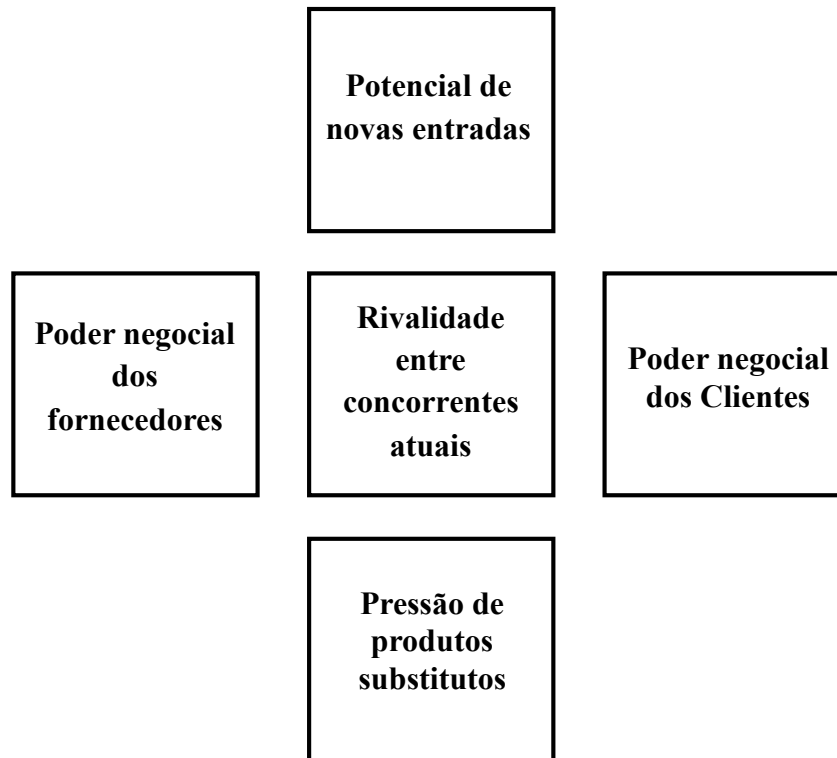 Potencial de
novas entradas
Poder negocial
dos
fornecedores
Rivalidade
entre
concorrentes
atuais
Poder negocial
dos Clientes
Pressão de
produtos
substitutos